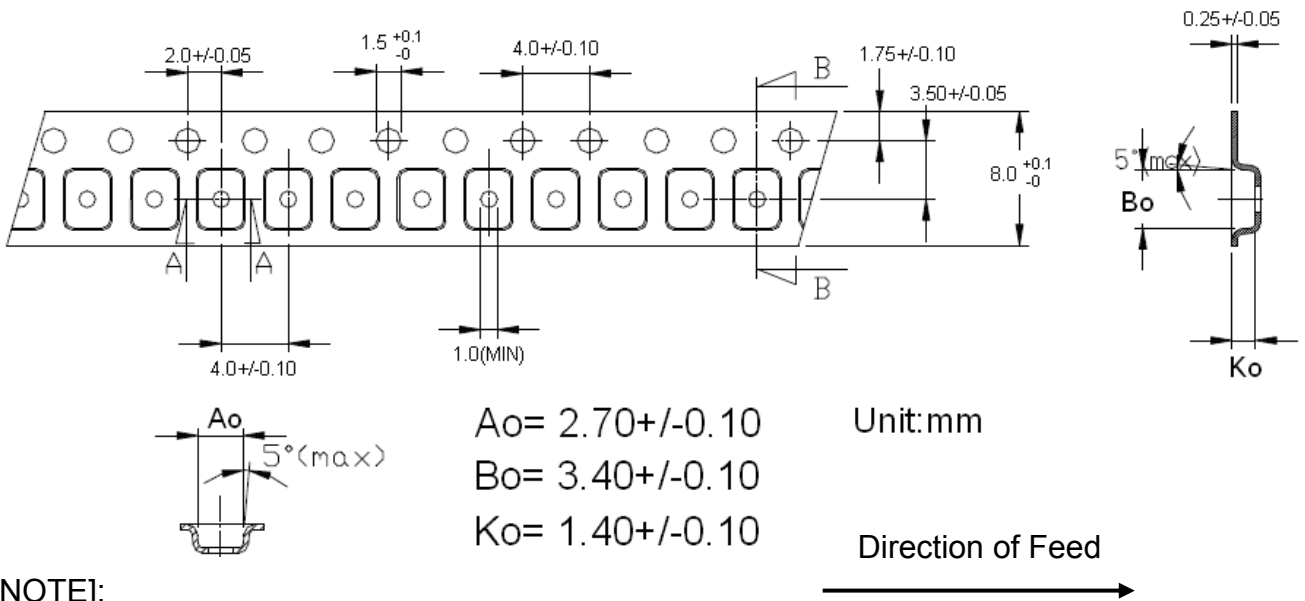 0.25+/-0.05
2.0+/-0.05
1.5 +0.1 -0
4.0+/-0.10
B
1.75+/-0.10
3.50+/-0.05
8.0 +0.1 -0
5°(max)
Bo
A A
B
1.0(MIN)
4.0+/-0.10
Ko
Ao
5°(max)
Ao= 2.70+/-0.10
Unit:mm
Bo= 3.40+/-0.10
Ko= 1.40+/-0.10
Direction of Feed
NOTE]: